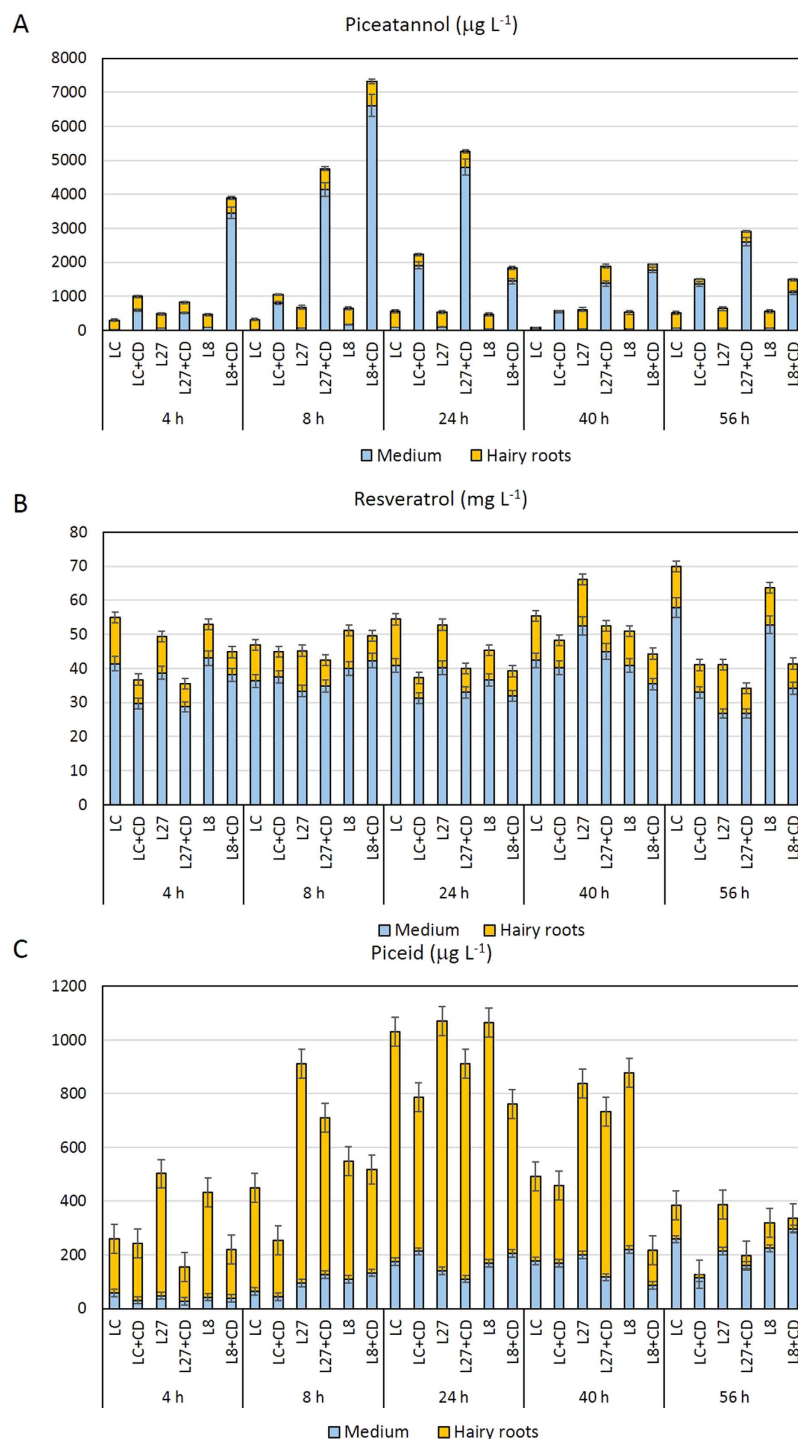 A
Piceatannol (μg L⁻¹)
8000
7000
6000
5000
4000
3000
2000
1000
0
LC LC+CD L27 L27+CD L8 L8+CD LC LC+CD L27 L27+CD L8 L8+CD LC LC+CD L27 L27+CD L8 L8+CD LC LC+CD L27 L27+CD L8 L8+CD LC LC+CD L27 L27+CD L8 L8+CD
4 h 8 h 24 h 40 h 56 h
Medium Hairy roots
B
Resveratrol (mg L⁻¹)
80
70
60
50
40
30
20
10
0
LC LC+CD L27 L27+CD L8 L8+CD LC LC+CD L27 L27+CD L8 L8+CD LC LC+CD L27 L27+CD L8 L8+CD LC LC+CD L27 L27+CD L8 L8+CD LC LC+CD L27 L27+CD L8 L8+CD
4 h 8 h 24 h 40 h 56 h
Medium Hairy roots
C
Piceid (μg L⁻¹)
1200
1000
800
600
400
200
0
LC LC+CD L27 L27+CD L8 L8+CD LC LC+CD L27 L27+CD L8 L8+CD LC LC+CD L27 L27+CD L8 L8+CD LC LC+CD L27 L27+CD L8 L8+CD LC LC+CD L27 L27+CD L8 L8+CD
4 h 8 h 24 h 40 h 56 h
Medium Hairy roots